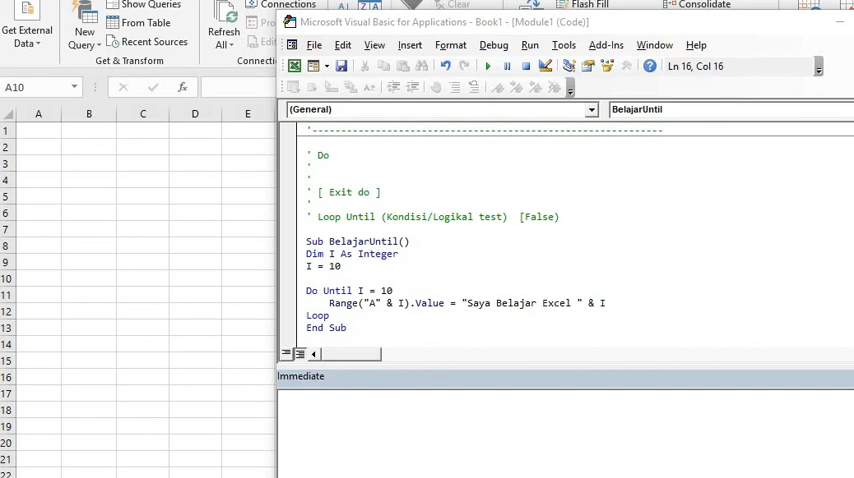 Get External
Data
New
Query
Show Queries
From Table
Recent Sources
Get & Transform
Refresh
All
Connections
Flash Fill
Consolidate
Microsoft Visual Basic for Applications - Book1 - [Module1 (Code)]
File Edit View Insert Format Debug Run Tools Add-Ins Window Help
Ln 16, Col 16
A10
fx
(General)
BelajarUntil
A B C D E
1
2
3
4
5
6
7
8
9
10
11
12
13
14
15
16
17
18
19
20
21
22
'-------------------------------------------------------------
' Do
'
'
' [ Exit do ]
'
' Loop Until (Kondisi/Logikal test)  [False]
Sub BelajarUntil()
Dim I As Integer
I = 10
Do Until I = 10
Range("A" & I).Value = "Saya Belajar Excel " & I
Loop
End Sub
Immediate